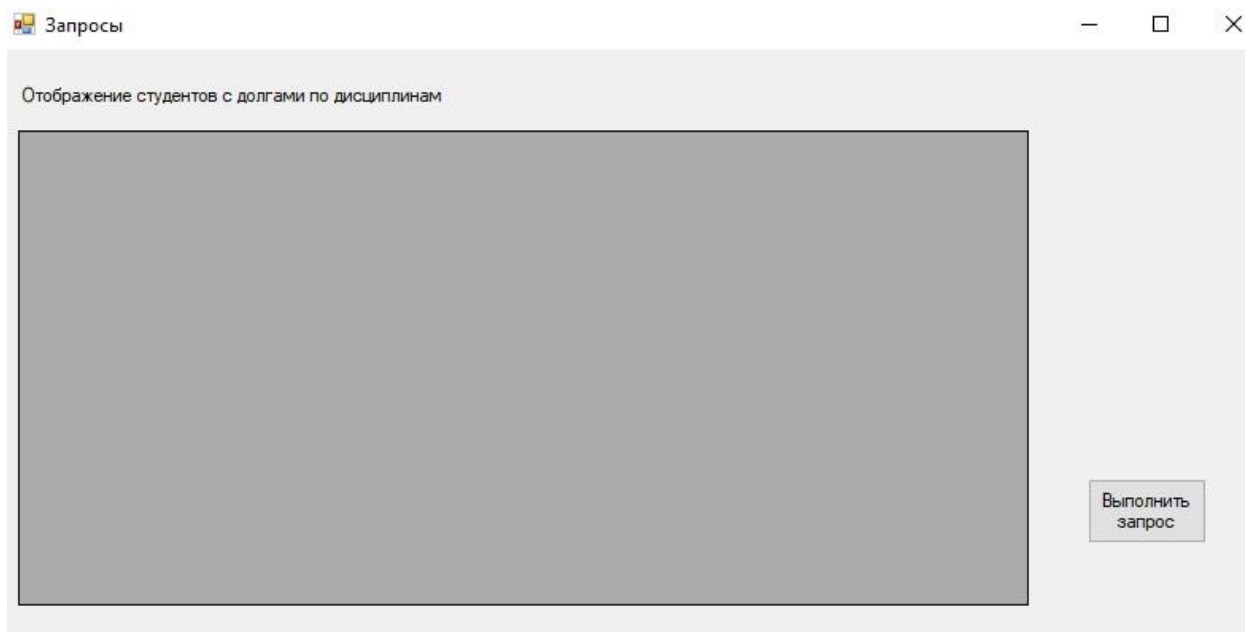 Запросы
Отображение студентов с долгами по дисциплинам
Выполнить
запрос